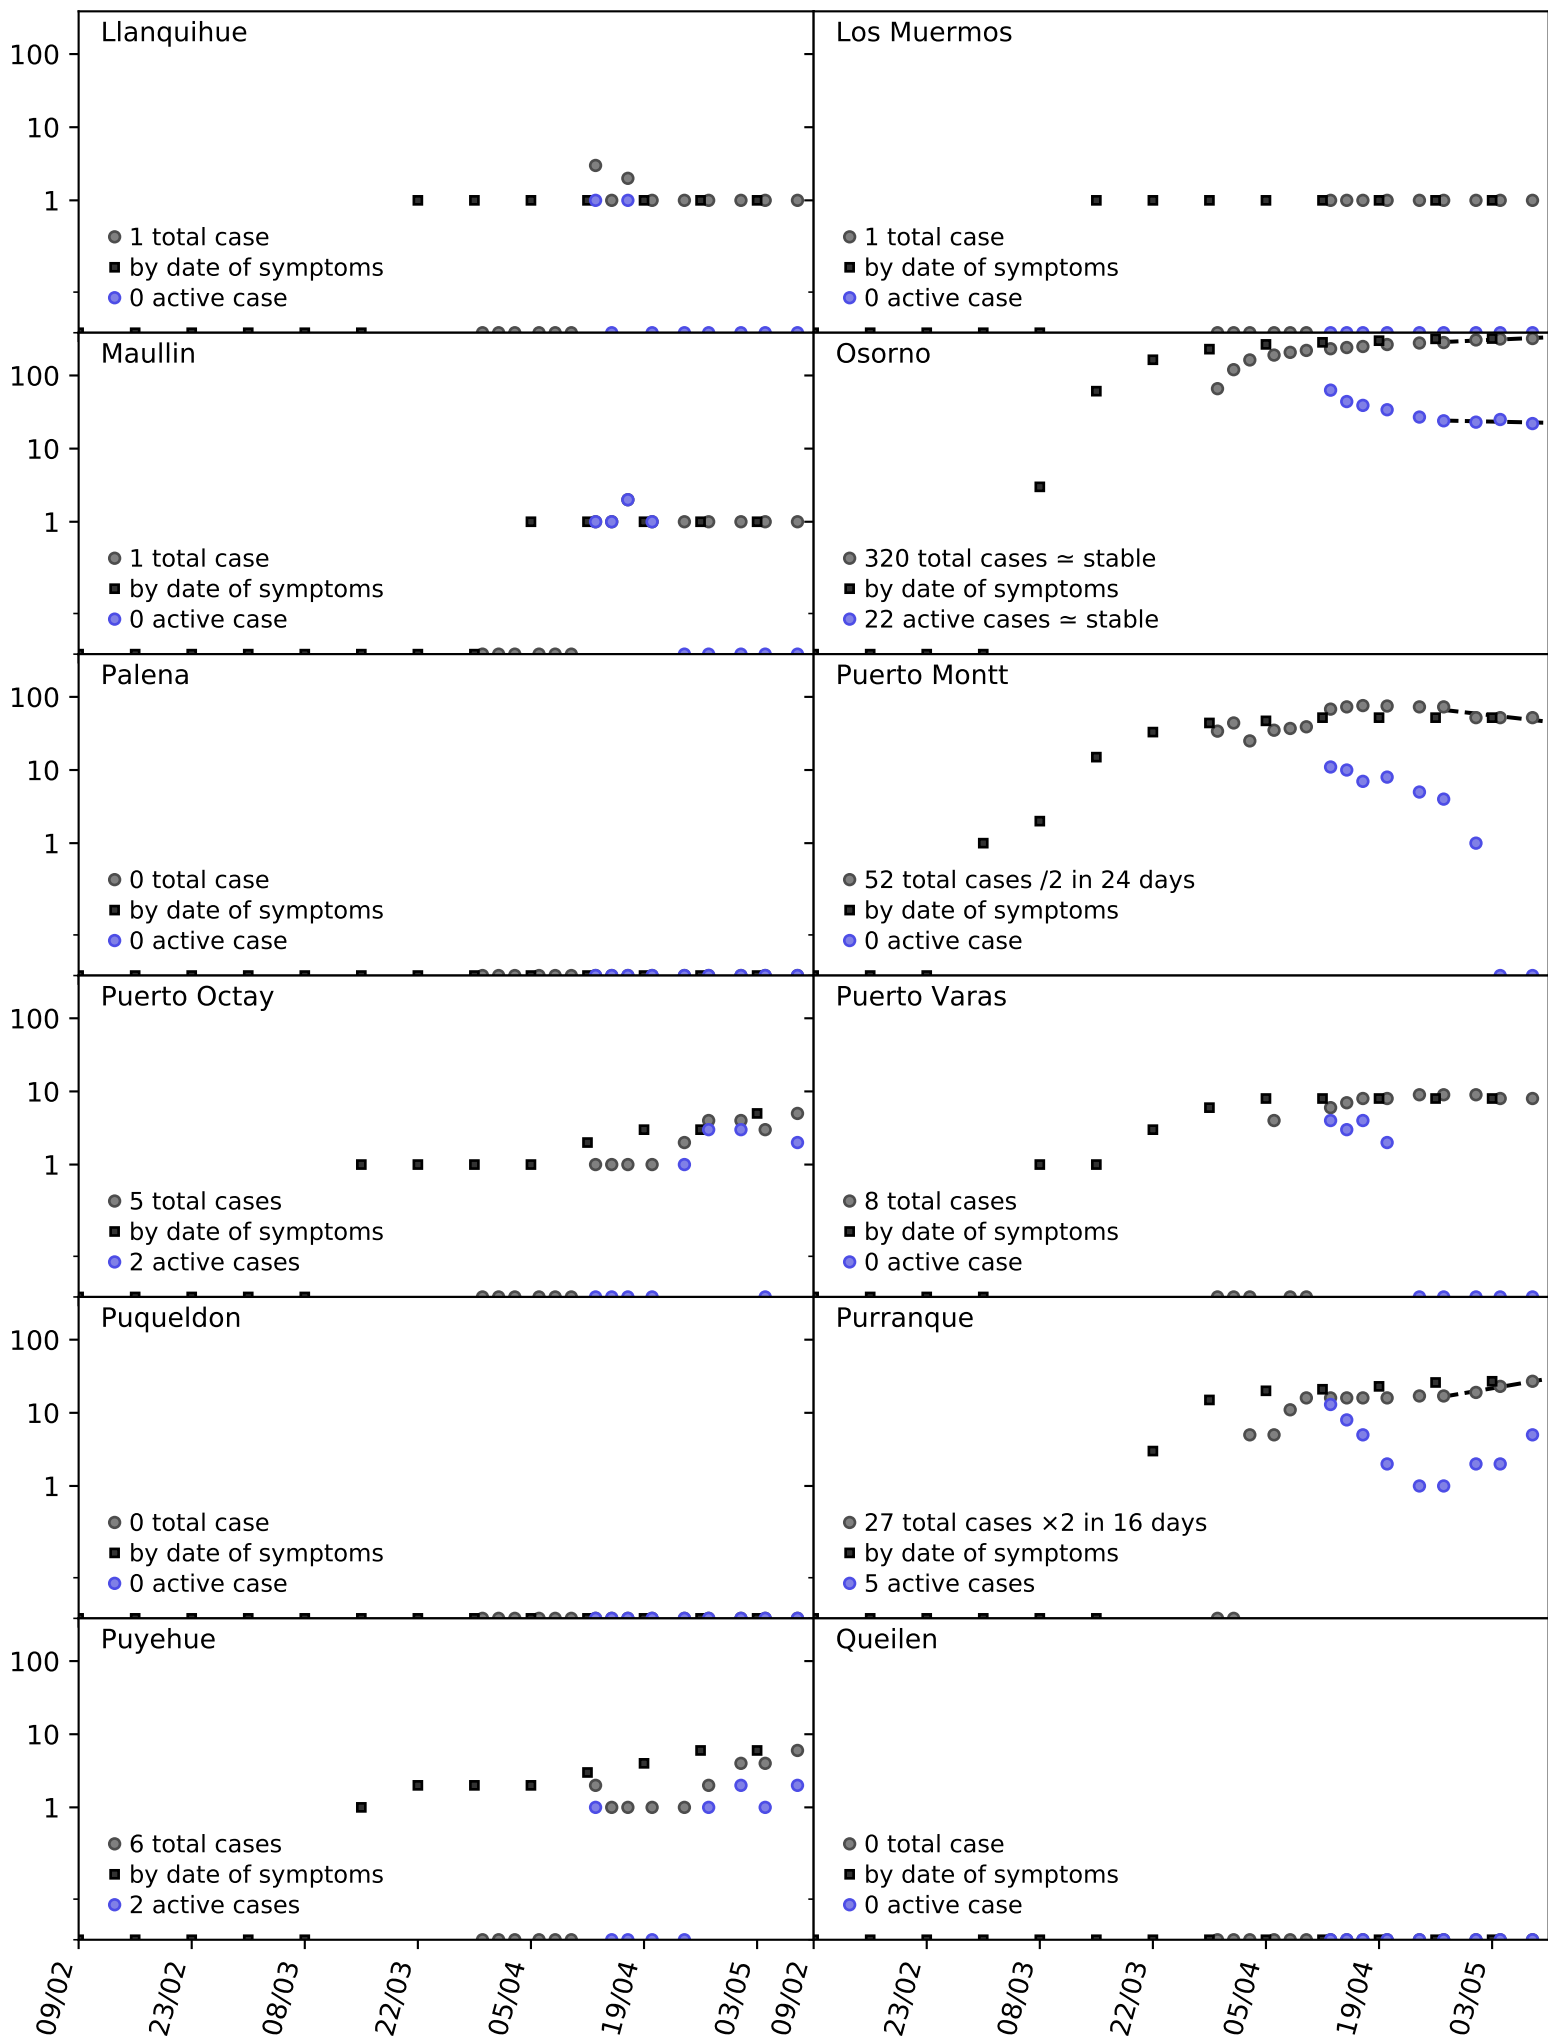 Llanquihue
100
10
1
1 total case
by date of symptoms
0 active case
Los Muermos
1 total case
by date of symptoms
0 active case
Maullin
100
10
1
1 total case
by date of symptoms
0 active case
Osorno
320 total cases ≃ stable
by date of symptoms
22 active cases ≃ stable
Palena
100
10
1
0 total case
by date of symptoms
0 active case
Puerto Montt
52 total cases /2 in 24 days
by date of symptoms
0 active case
Puerto Octay
100
10
1
5 total cases
by date of symptoms
2 active cases
Puerto Varas
8 total cases
by date of symptoms
0 active case
Puqueldon
100
10
1
0 total case
by date of symptoms
0 active case
Purranque
27 total cases ×2 in 16 days
by date of symptoms
5 active cases
Puyehue
100
10
1
6 total cases
by date of symptoms
2 active cases
Queilen
0 total case
by date of symptoms
0 active case
09/02 23/02 08/03 22/03 05/04 19/04 03/05 09/02 23/02 08/03 22/03 05/04 19/04 03/05